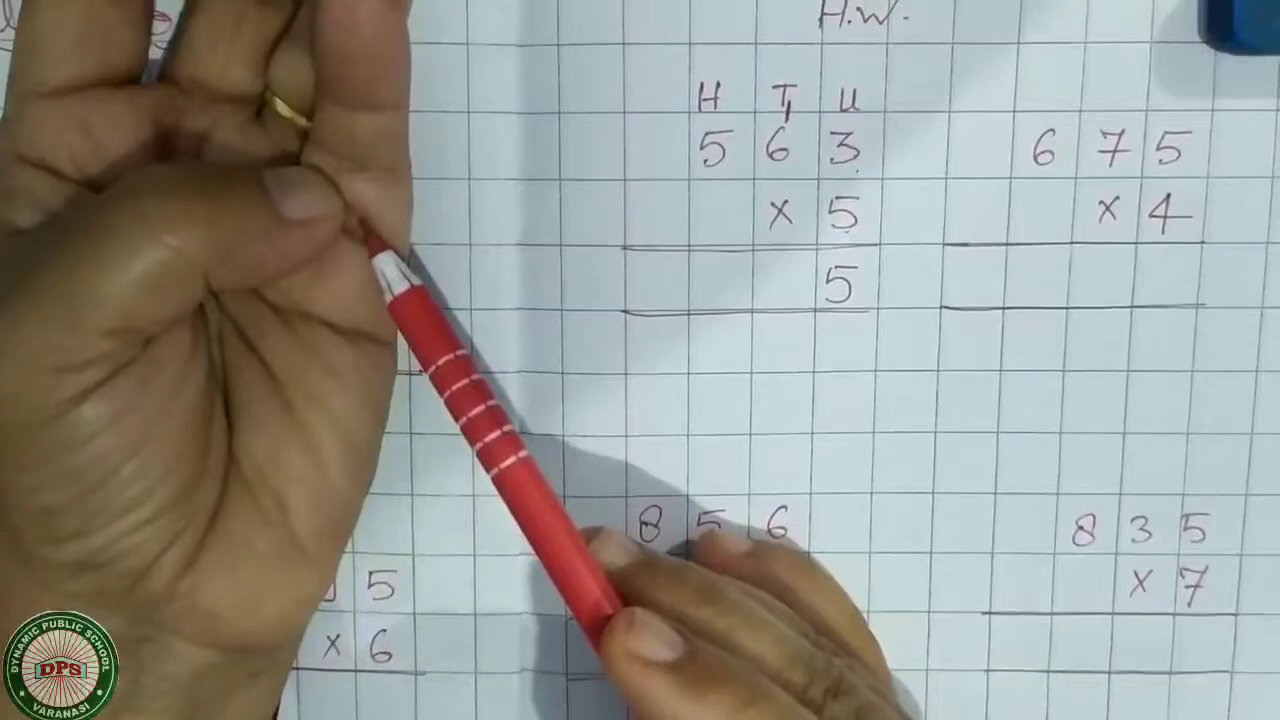 H.W.
H T U
1
5 6 3
× 5
5
6 7 5
× 4
8 5 6
8 3 5
× 7
5
× 6
DYNAMIC PUBLIC SCHOOL
DPS
VARANASI